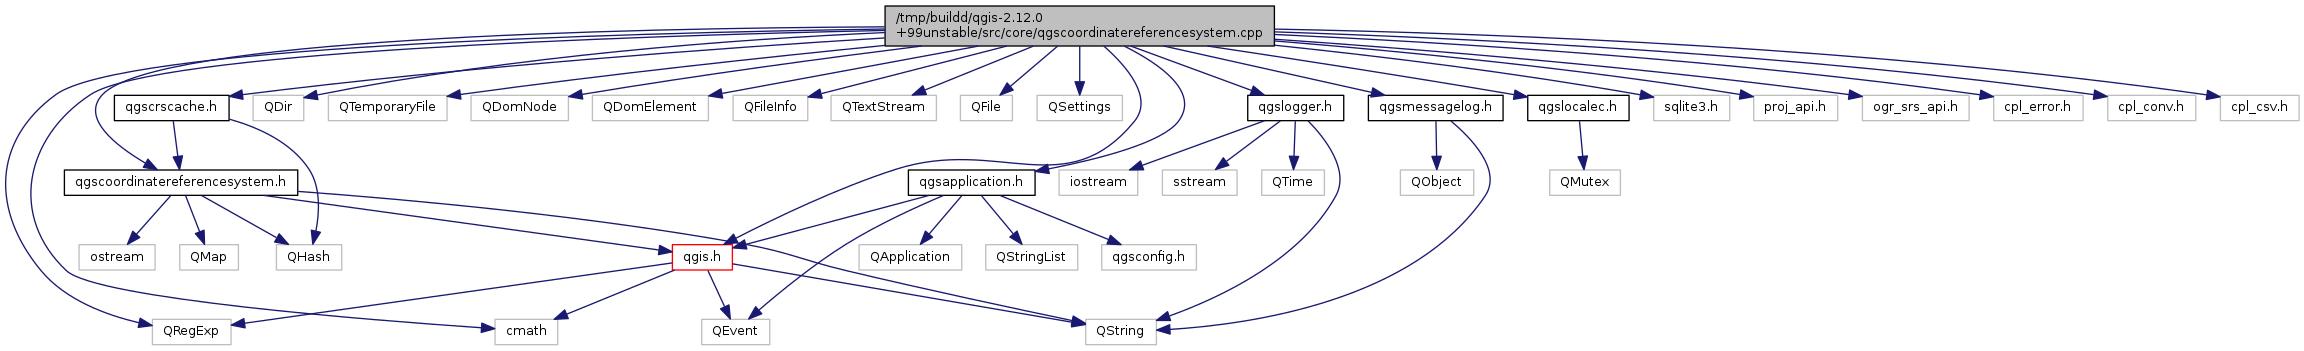 /tmp/buildd/qgis-2.12.0
+99unstable/src/core/qgscoordinatereferencesystem.cpp
qgscrscache.h
QDir
QTemporaryFile
QDomNode
QDomElement
QFileInfo
QTextStream
QFile
QSettings
qgslogger.h
qgsmessagelog.h
qgslocalec.h
sqlite3.h
proj_api.h
ogr_srs_api.h
cpl_error.h
cpl_conv.h
cpl_csv.h
qgscoordinatereferencesystem.h
qgsapplication.h
iostream
sstream
QTime
QObject
QMutex
ostream
QMap
QHash
qgis.h
QApplication
QStringList
qgsconfig.h
QRegExp
cmath
QEvent
QString